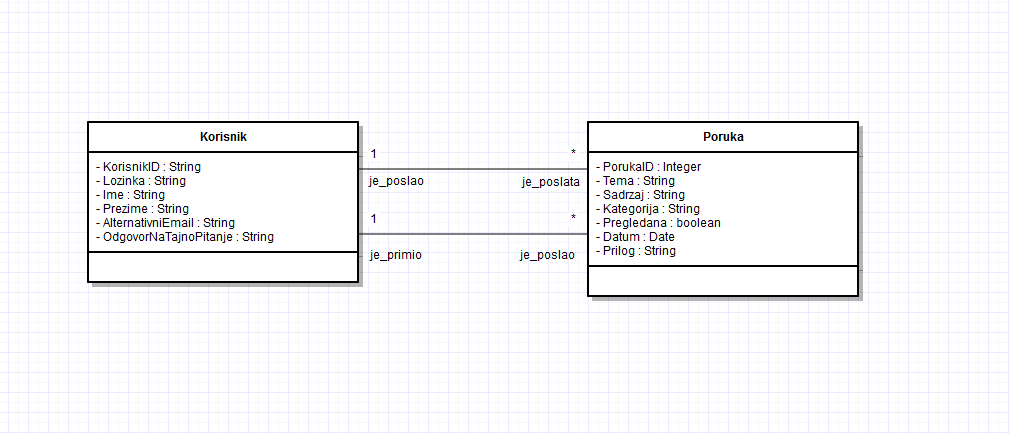 Korisnik
- KorisnikID : String
- Lozinka : String
- Ime : String
- Prezime : String
- AlternativniEmail : String
- OdgovorNaTajnoPitanje : String
1
*
je_poslao
je_poslata
1
*
je_primio
je_poslao
Poruka
- PorukaID : Integer
- Tema : String
- Sadrzaj : String
- Kategorija : String
- Pregledana : boolean
- Datum : Date
- Prilog : String